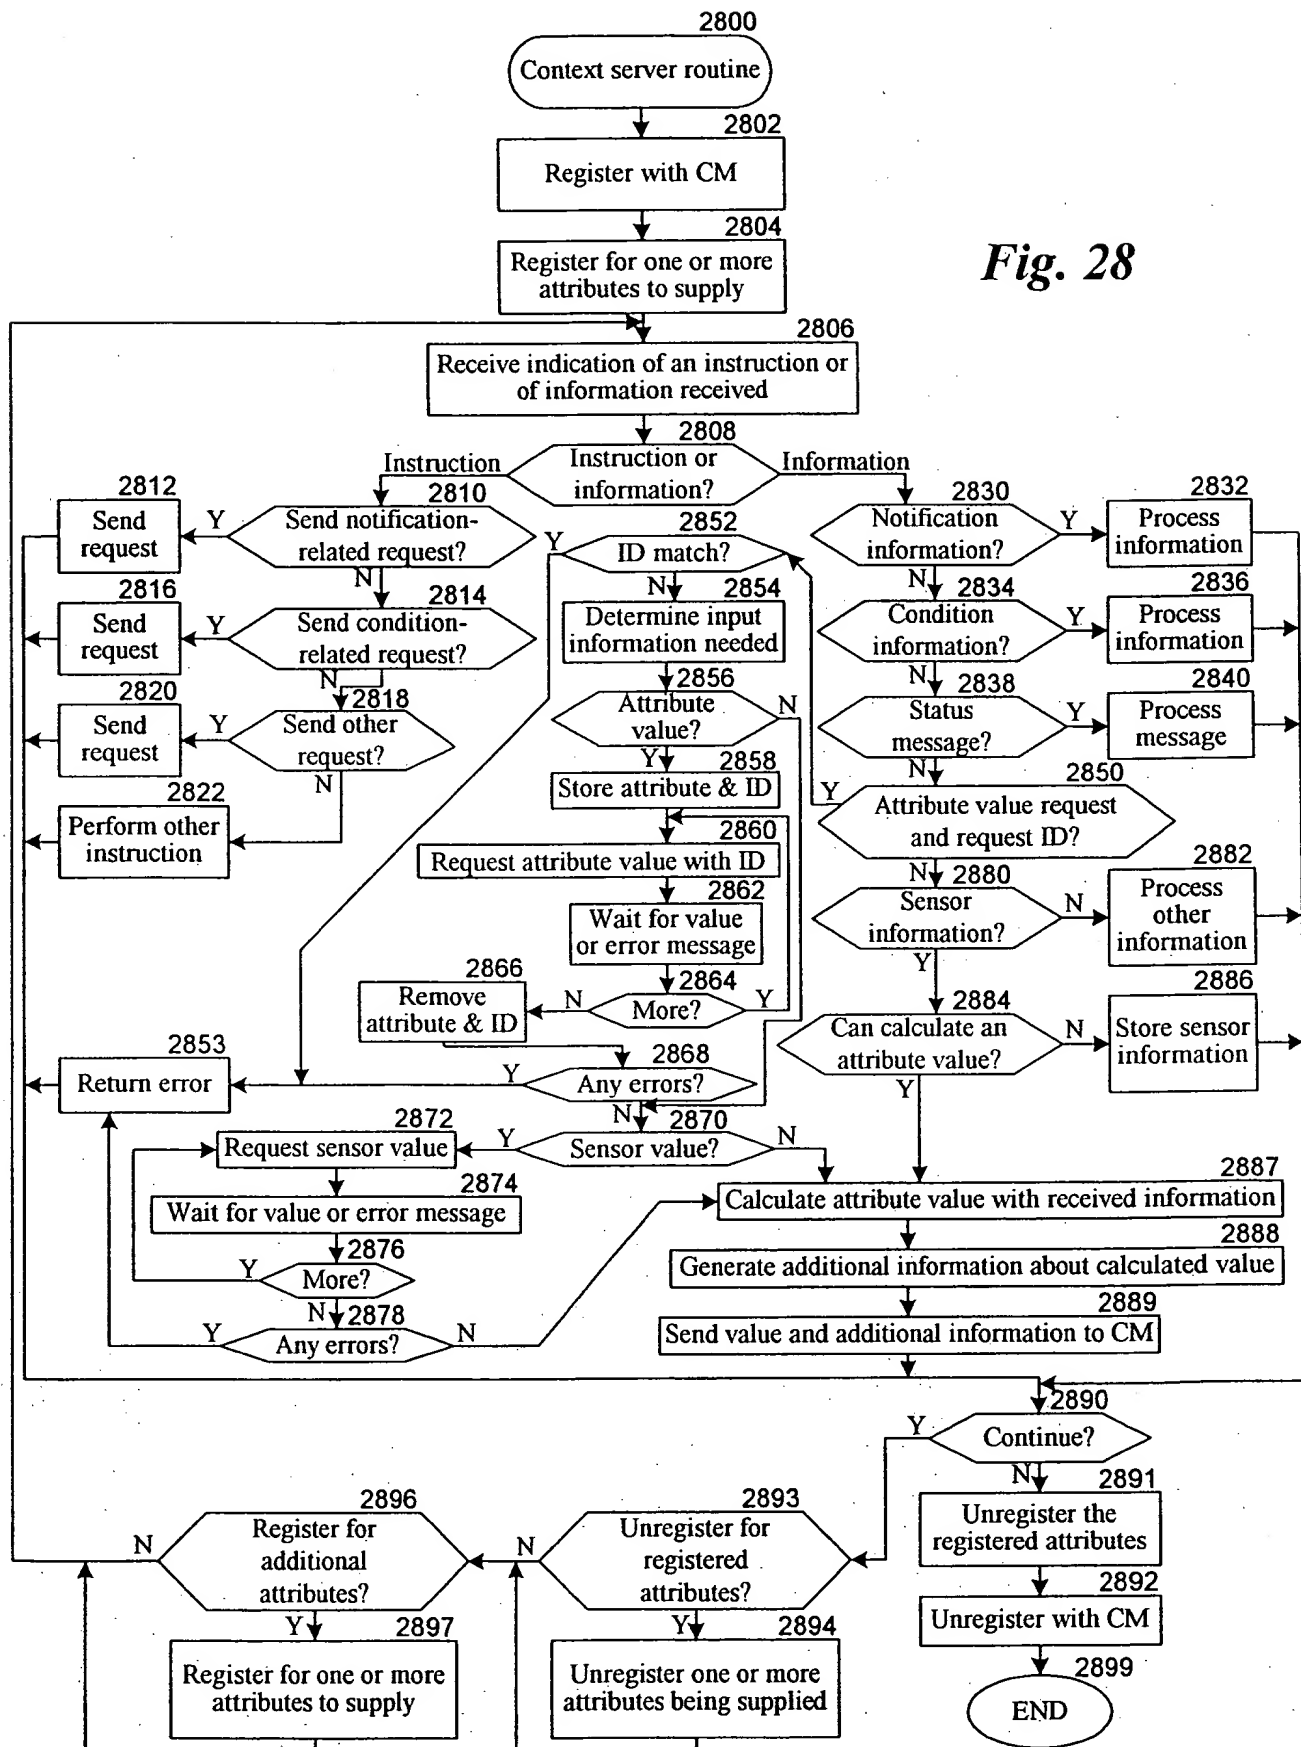 2800
Context server routine
2802
Register with CM
2804
Register for one or more
attributes to supply
Fig. 28
2806
Receive indication of an instruction or
of information received
2808
Instruction or
information?
Instruction
Information
2812
Send
request
Y
2810
Send notification-
related request?
N
2816
Send
request
Y
2814
Send condition-
related request?
N
2820
Send
request
Y
2818
Send other
request?
N
2822
Perform other
instruction
2852
Y
ID match?
N
2854
Determine input
information needed
2856
Attribute
value?
N
Y
2858
Store attribute & ID
2860
Request attribute value with ID
2862
Wait for value
or error message
2866
Remove
attribute & ID
N
2864
More?
Y
2853
Return error
Y
2868
Any errors?
N
2872
Request sensor value
Y
2870
Sensor value?
N
2874
Wait for value or error message
2876
Y
More?
N
2878
Y
Any errors?
N
2830
Notification
information?
Y
2832
Process
information
N
2834
Condition
information?
Y
2836
Process
information
N
2838
Status
message?
Y
2840
Process
message
N
2850
Y
Attribute value request
and request ID?
N
2880
Sensor
information?
N
2882
Process
other
information
Y
2884
Can calculate an
attribute value?
N
2886
Store sensor
information
Y
2887
Calculate attribute value with received information
2888
Generate additional information about calculated value
2889
Send value and additional information to CM
2890
Y
Continue?
N
2891
Unregister the
registered attributes
2892
Unregister with CM
2899
END
2893
Unregister for
registered
attributes?
N
Y
2894
Unregister one or more
attributes being supplied
2896
Register for
additional
attributes?
N
Y
2897
Register for one or more
attributes to supply